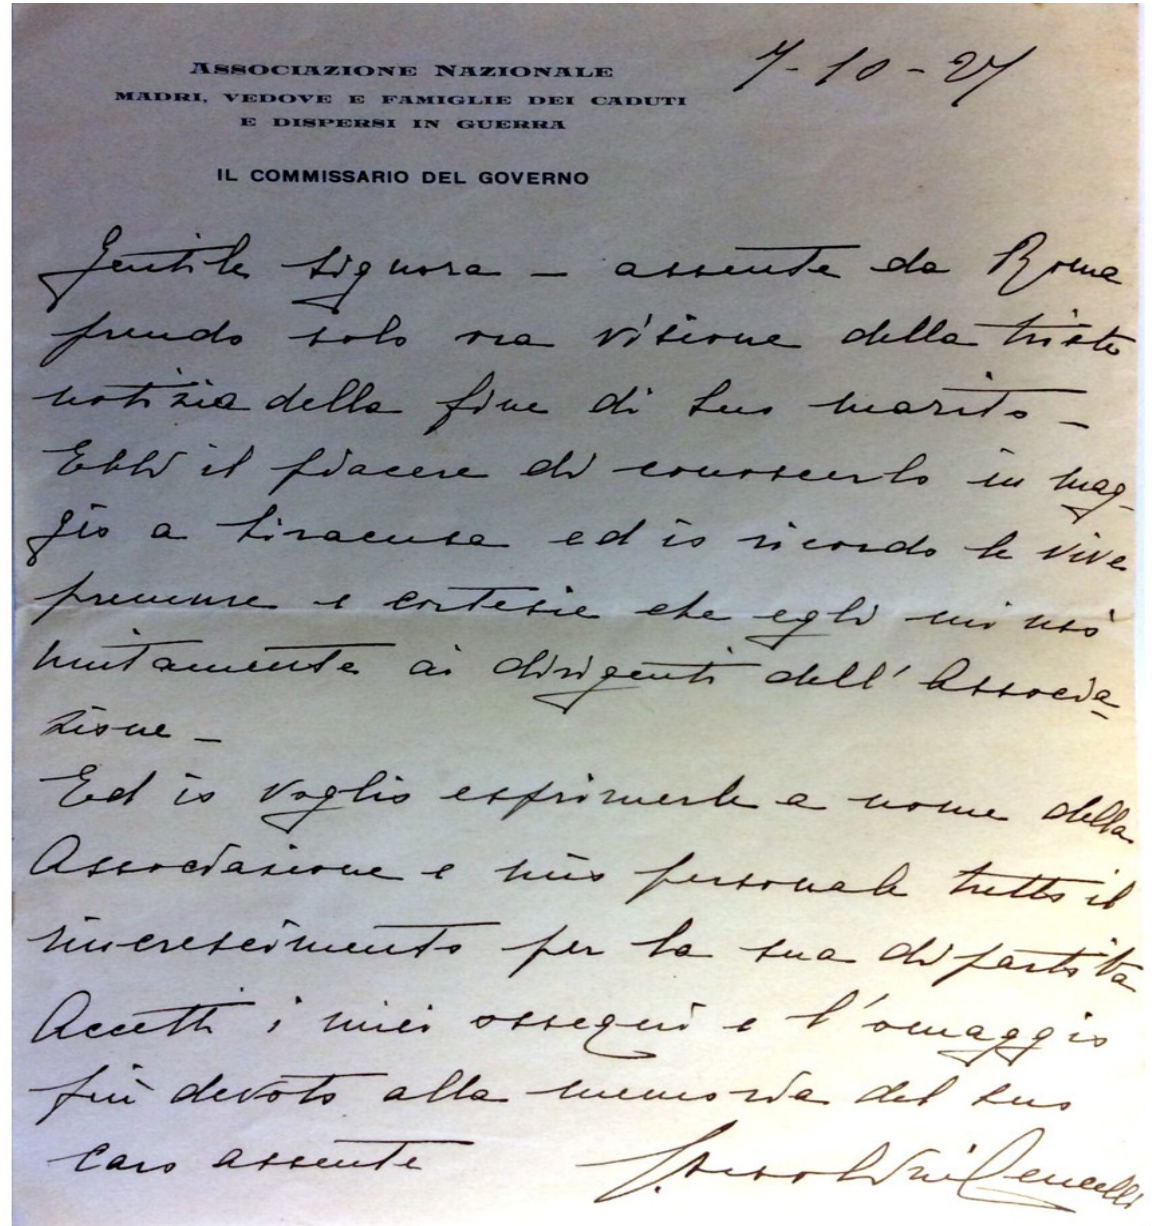 ASSOCIAZIONE NAZIONALE
MADRI, VEDOVE E FAMIGLIE DEI CADUTI
E DISPERSI IN GUERRA
IL COMMISSARIO DEL GOVERNO
7-10-27
Gentile Signora – assente da Roma
prendo solo ora visione della triste
notizia della fine di Suo marito –
Ebbi il piacere di conoscerlo in mag-
gio a Siracusa ed io ricordo le vive
premure e cortesie che egli mi usò
unitamente ai dirigenti dell'Associa-
zione –
Ed io voglio esprimerle a nome della
Associazione e mio personale tutto il
rincrescimento per la sua dipartita
Accetti i miei ossequi e l'omaggio
più devoto alla memoria del suo
caro assente
Cencelli